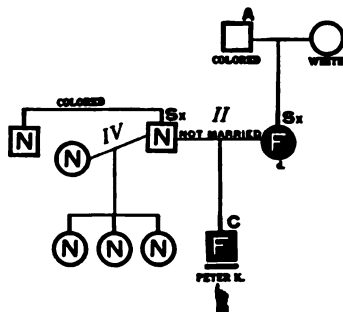 A
COLORED WHITE
COLORED Sx II Sx
N IV N NOT MARRIED F
N
C
N N N F
PETER K.